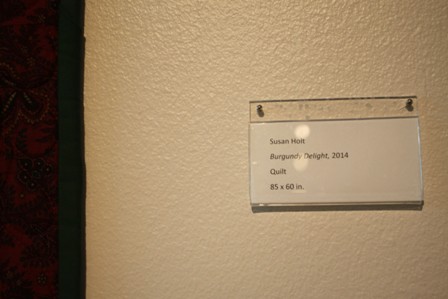 Susan Holt
Burgundy Delight, 2014
Quilt
85 x 60 in.